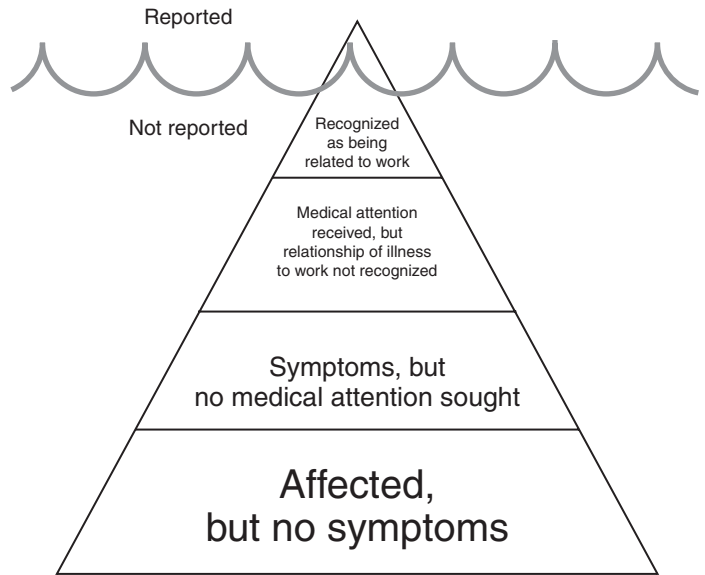 Reported
Not reported
Recognized
as being
related to work
Medical attention
received, but
relationship of illness
to work not recognized
Symptoms, but
no medical attention sought
Affected,
but no symptoms